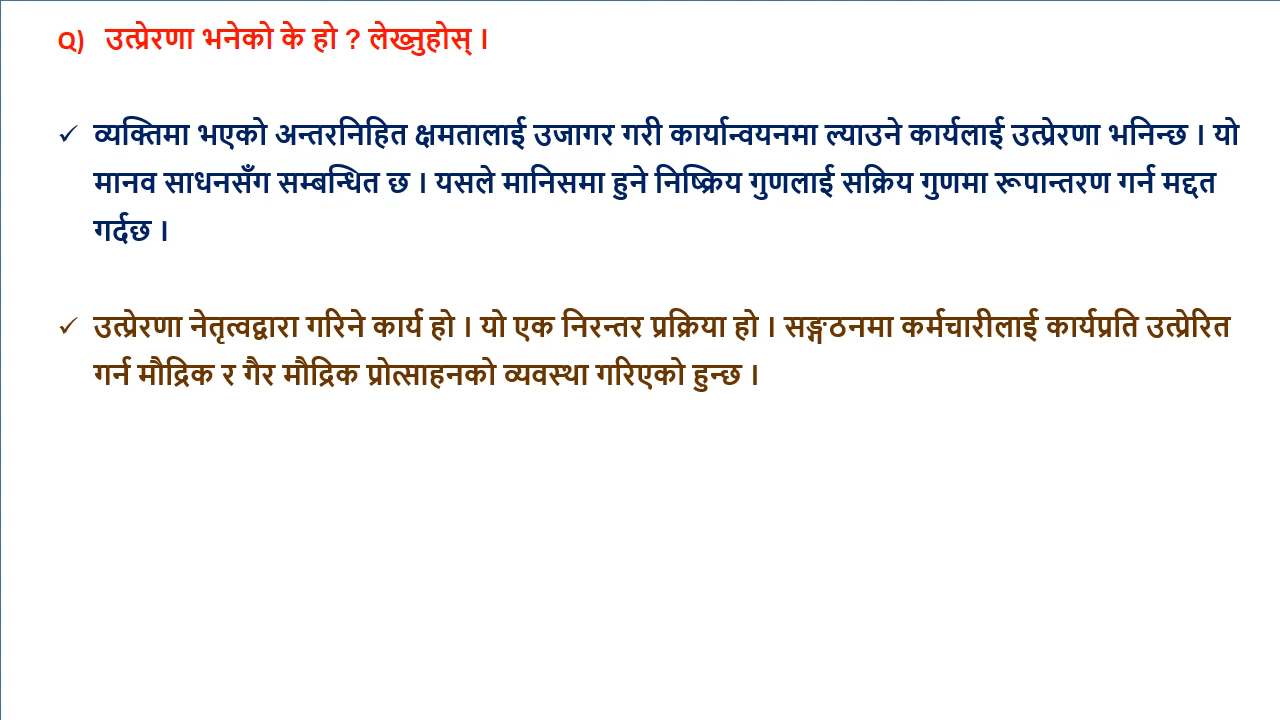 Q) उत्प्रेरणा भनेको के हो ? लेख्नुहोस् ।
✓ व्यक्तिमा भएको अन्तरनिहित क्षमतालाई उजागर गरी कार्यान्वयनमा ल्याउने कार्यलाई उत्प्रेरणा भनिन्छ । यो
मानव साधनसँग सम्बन्धित छ । यसले मानिसमा हुने निष्क्रिय गुणलाई सक्रिय गुणमा रूपान्तरण गर्न मद्दत
गर्दछ ।
✓ उत्प्रेरणा नेतृत्वद्वारा गरिने कार्य हो । यो एक निरन्तर प्रक्रिया हो । सङ्गठनमा कर्मचारीलाई कार्यप्रति उत्प्रेरित
गर्न मौद्रिक र गैर मौद्रिक प्रोत्साहनको व्यवस्था गरिएको हुन्छ ।